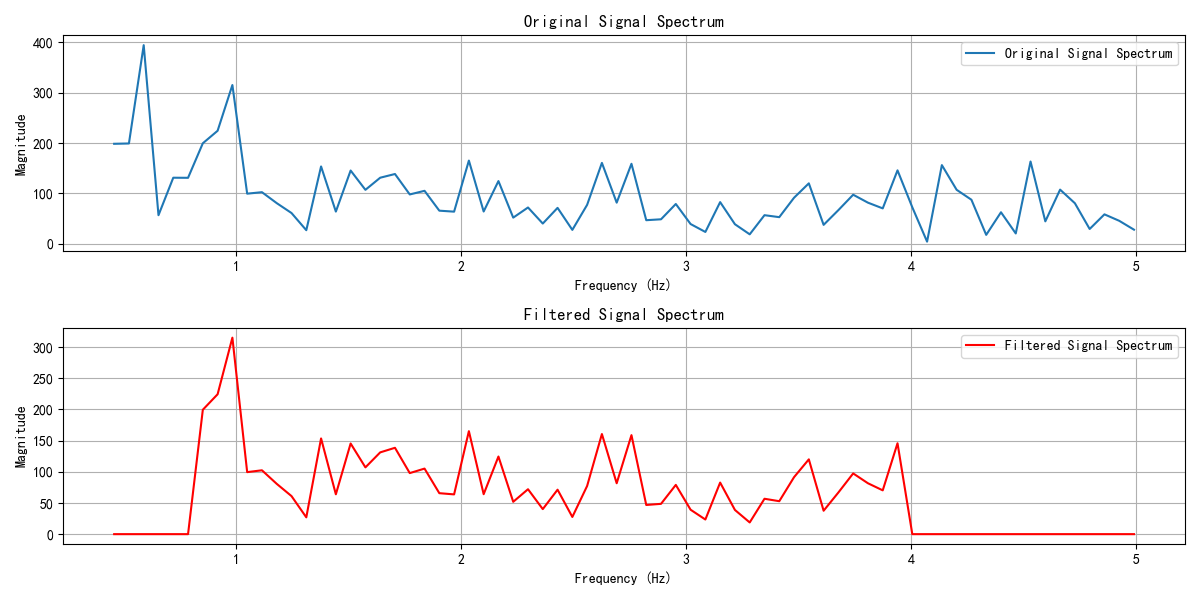 Original Signal Spectrum
400
300
200
100
0
Magnitude
Original Signal Spectrum
1 2 3 4 5
Frequency (Hz)
Filtered Signal Spectrum
300
250
200
150
100
50
0
Magnitude
Filtered Signal Spectrum
1 2 3 4 5
Frequency (Hz)